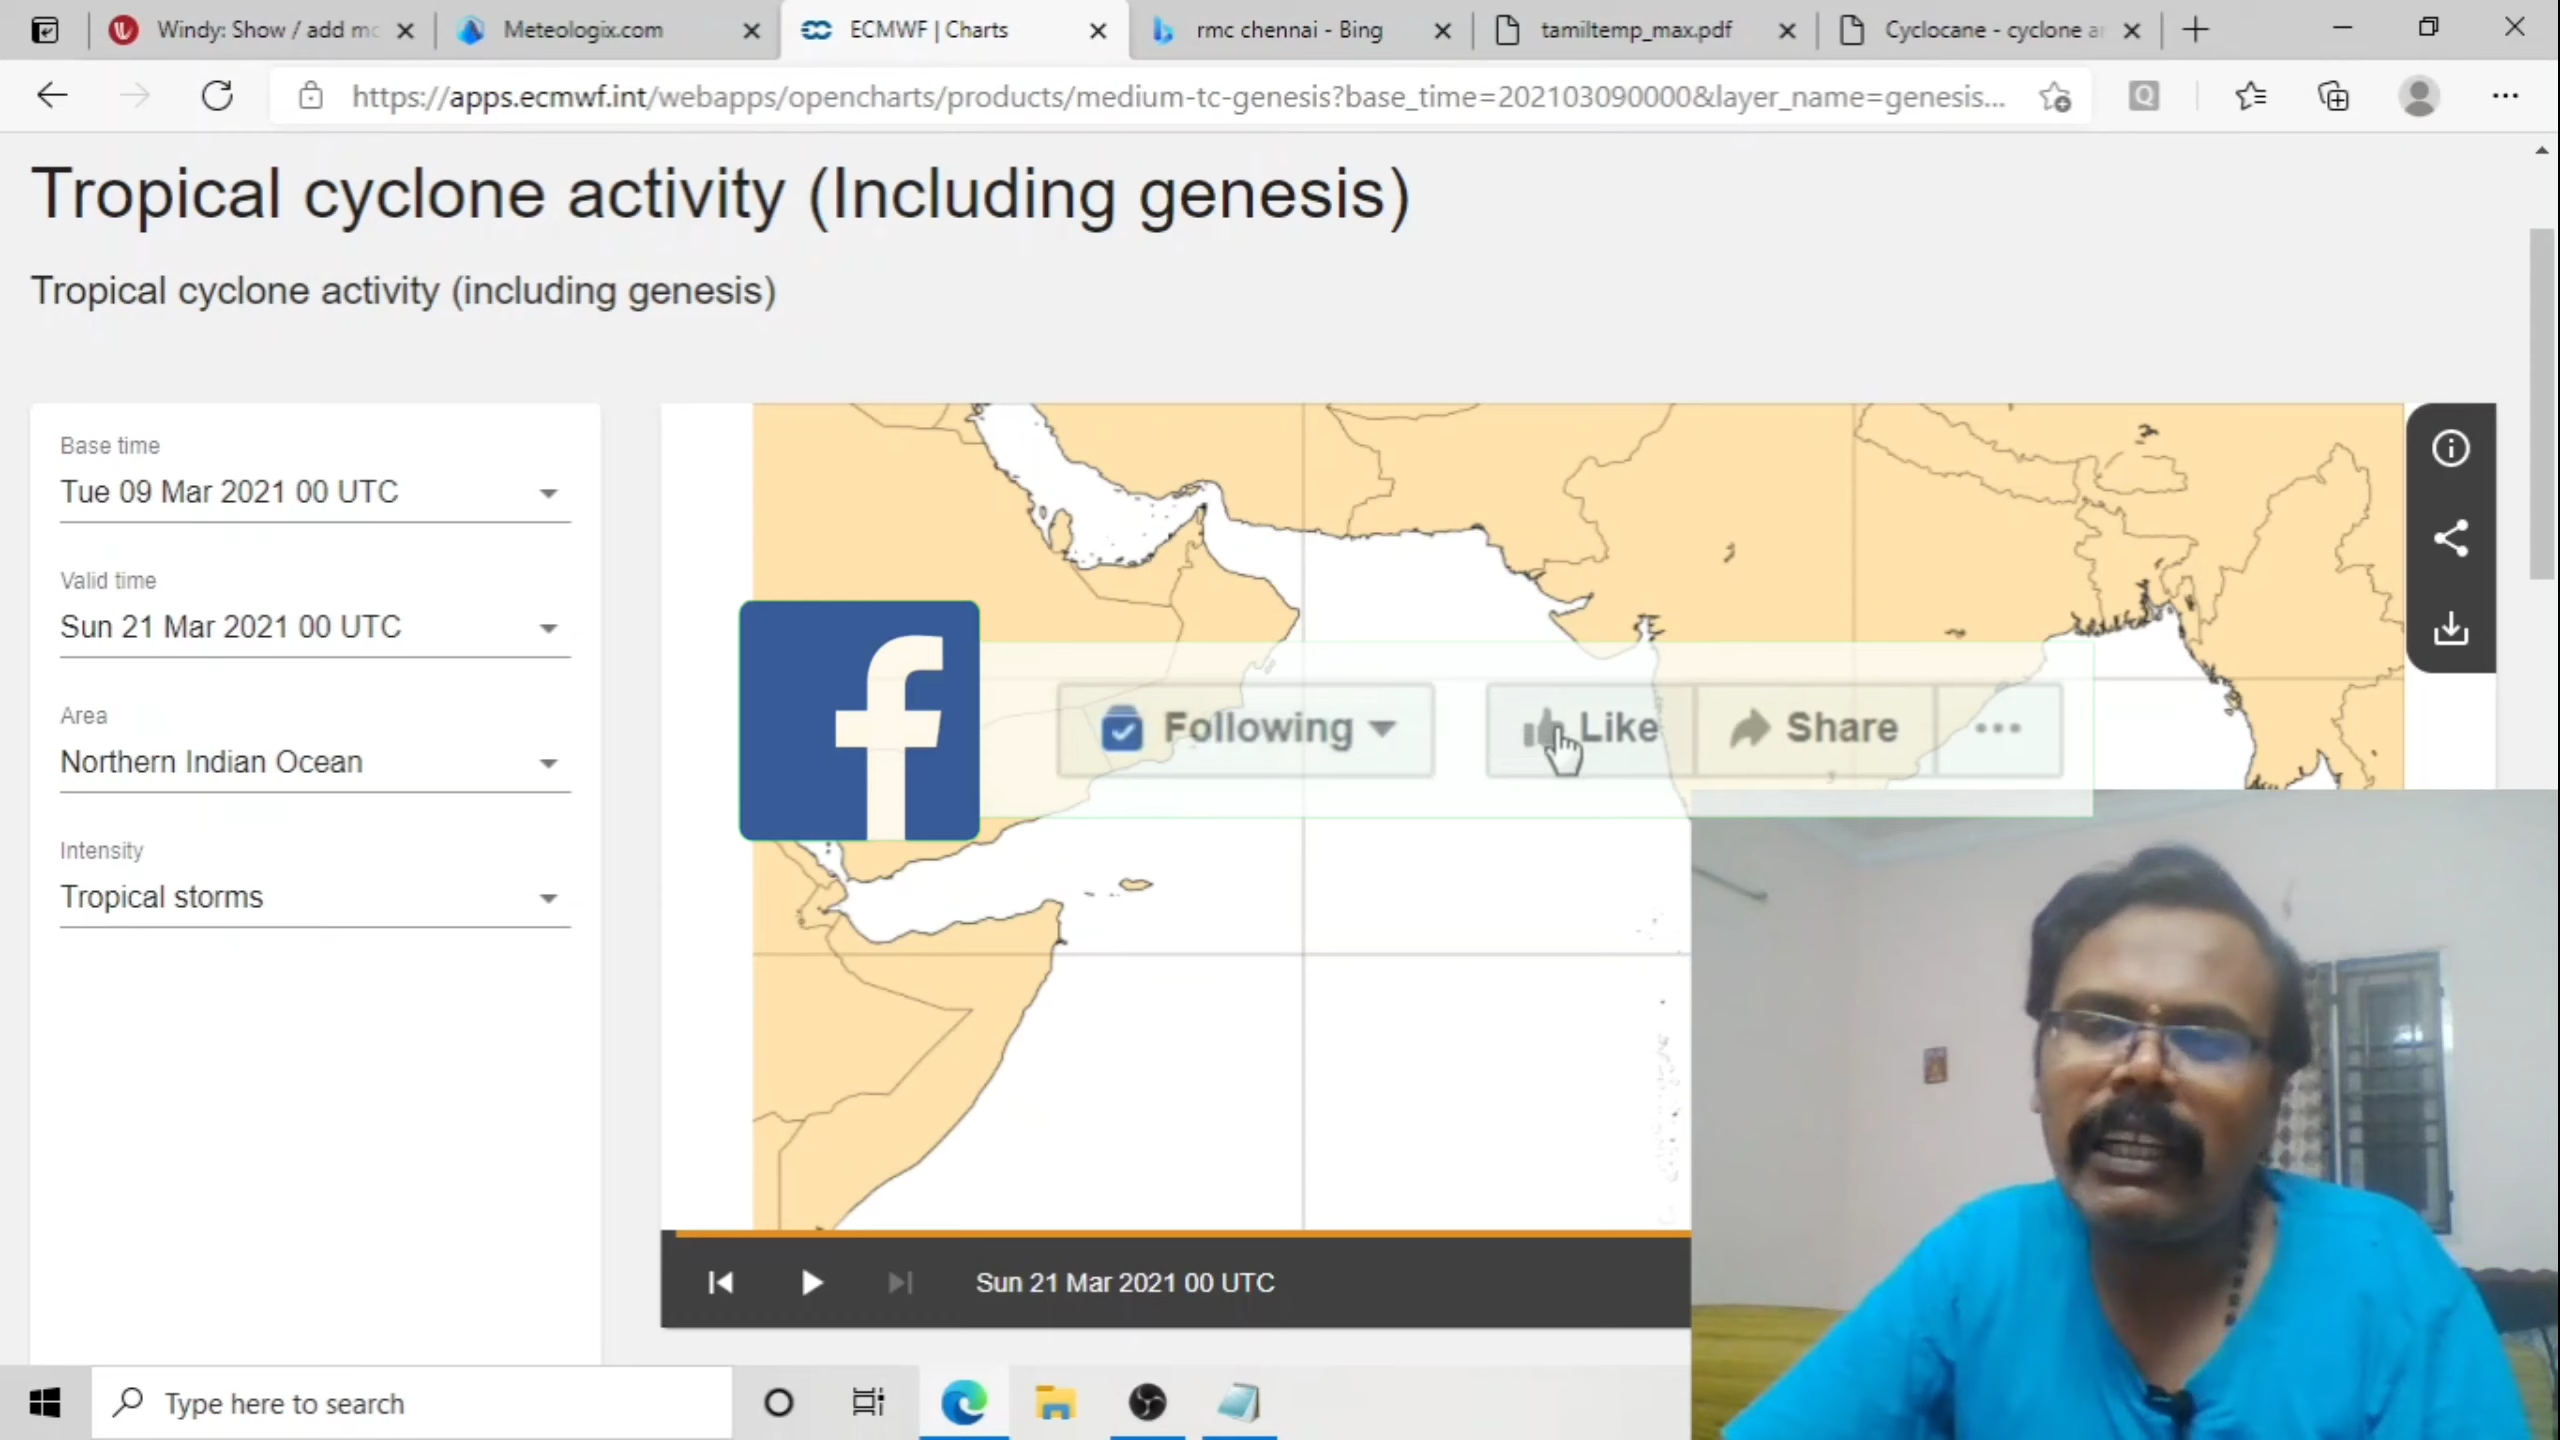 Windy: Show / add mo
Meteologix.com
ECMWF | Charts
rmc chennai - Bing
tamiltemp_max.pdf
Cyclocane - cyclone a
https://apps.ecmwf.int/webapps/opencharts/products/medium-tc-genesis?base_time=202103090000&layer_name=genesis...
Tropical cyclone activity (Including genesis)
Tropical cyclone activity (including genesis)
Base time
Tue 09 Mar 2021 00 UTC
Valid time
Sun 21 Mar 2021 00 UTC
Area
Northern Indian Ocean
Intensity
Tropical storms
f
Following
Like
Share
Sun 21 Mar 2021 00 UTC
Type here to search